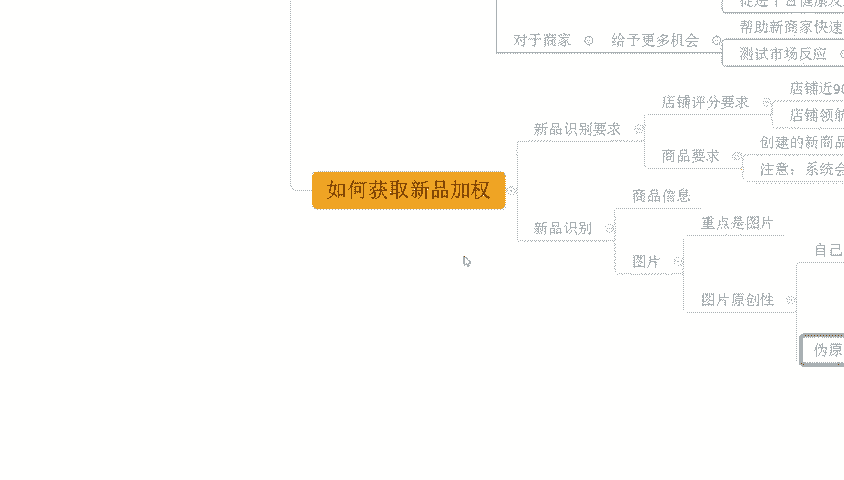 帮助新商家快速
对于商家
给予更多机会
测试市场反应
店铺近90
店铺评分要求
店铺领航
新品识别要求
创建的新商品
商品要求
注意：系统会
如何获取新品加权
商品信息
重点是图片
新品识别
自己
图片
图片原创性
伪原